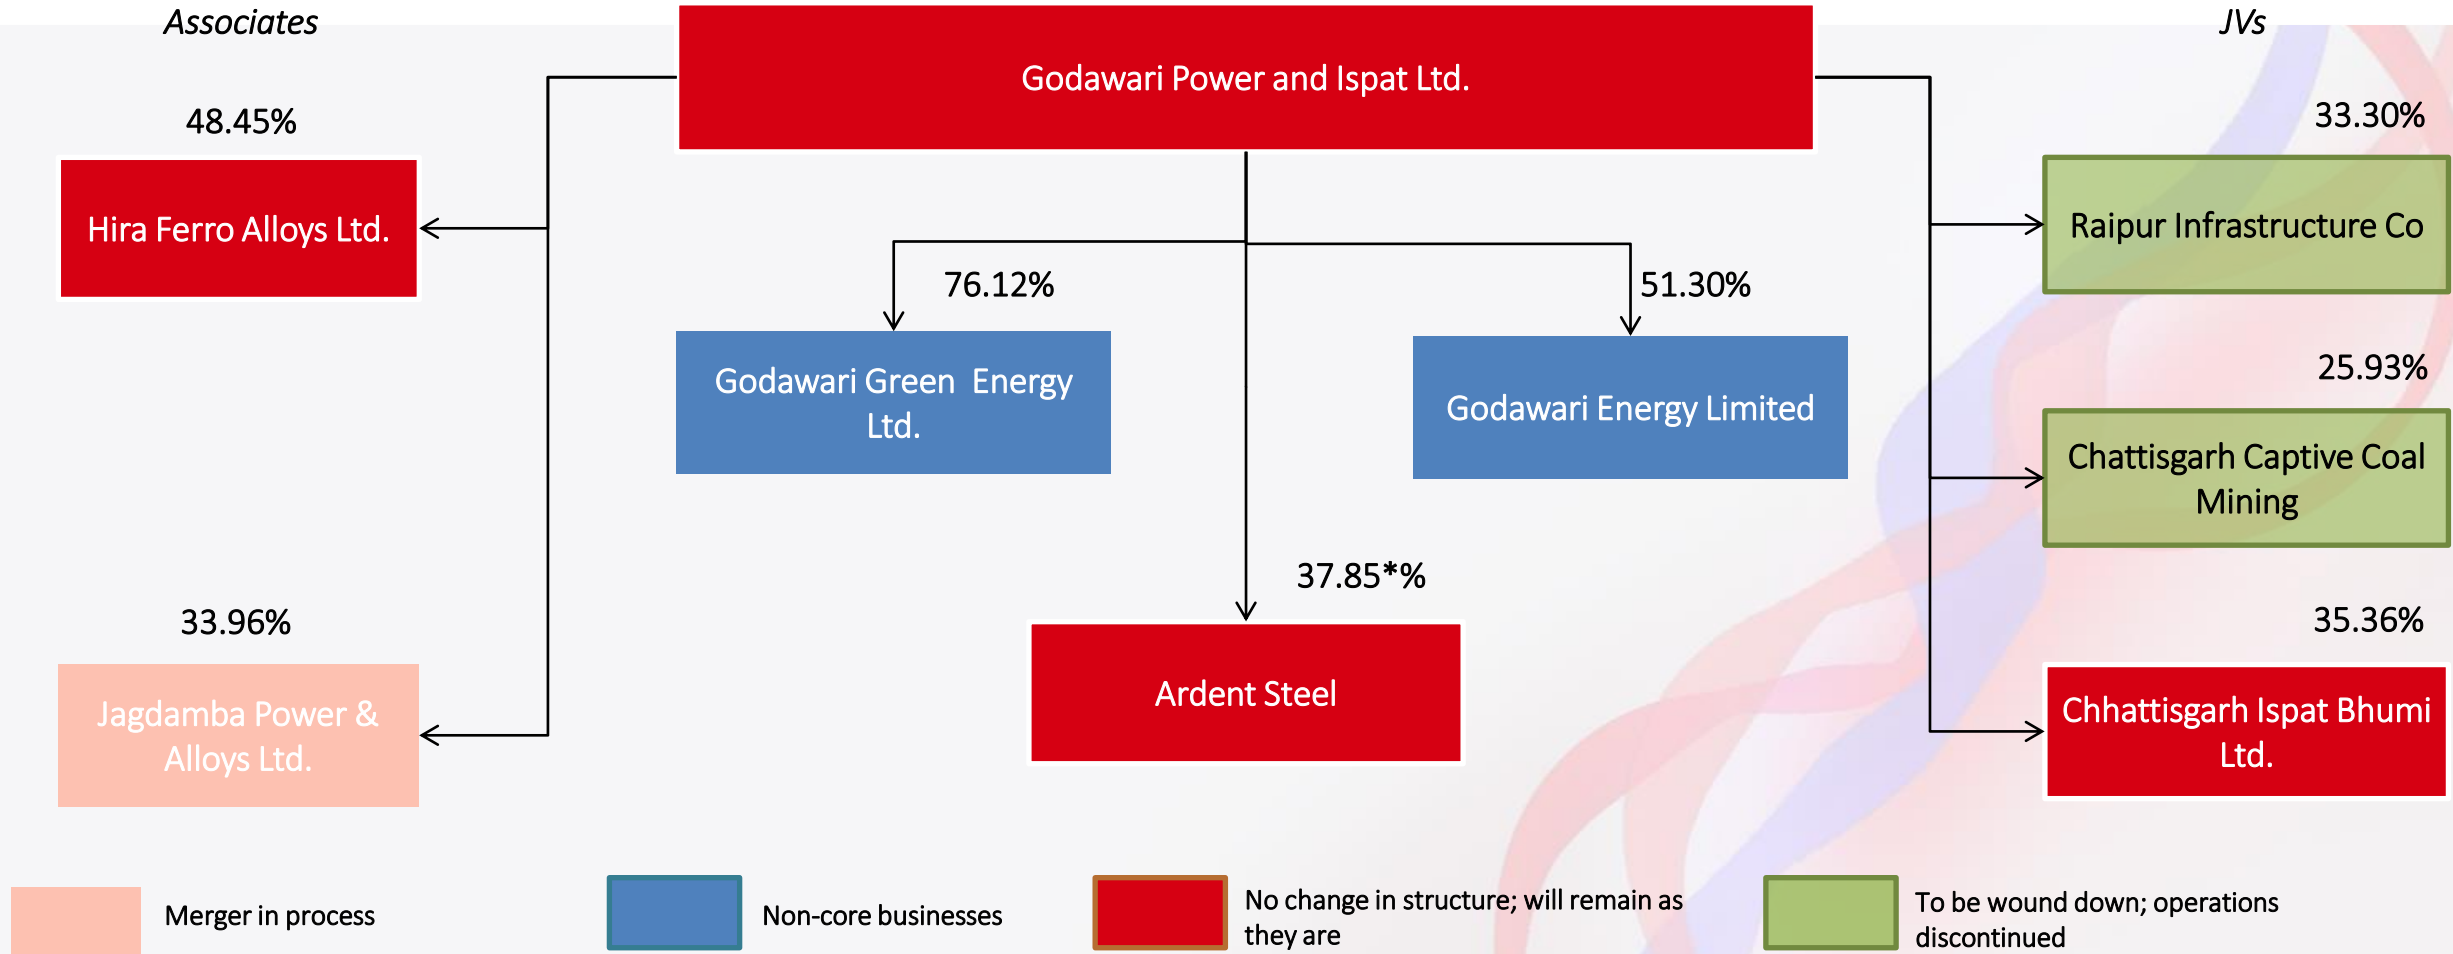 Associates
Godawari Power and Ispat Ltd.
JVs
48.45%
Hira Ferro Alloys Ltd.
33.30%
Raipur Infrastructure Co
76.12%
Godawari Green Energy
Ltd.
51.30%
Godawari Energy Limited
25.93%
Chattisgarh Captive Coal
Mining
37.85*%
Ardent Steel
33.96%
Jagdamba Power &
Alloys Ltd.
35.36%
Chhattisgarh Ispat Bhumi
Ltd.
Merger in process
Non-core businesses
No change in structure; will remain as
they are
To be wound down; operations
discontinued